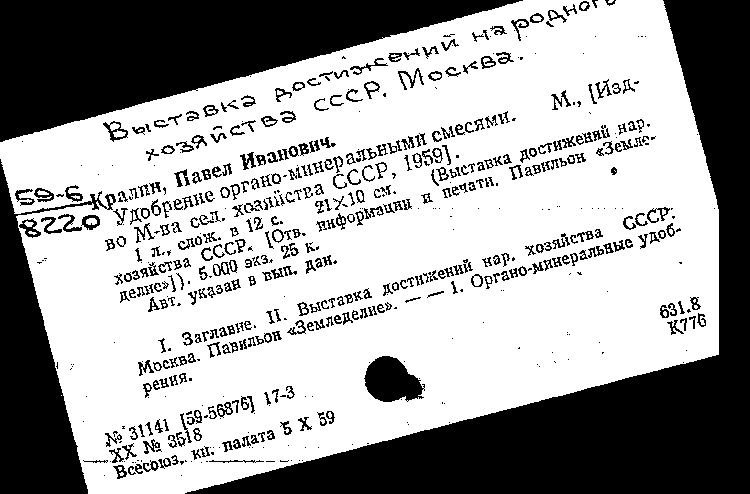 Выставка достижений народного
хозяйства СССР. Москва.
59-6
8220
Кралин, Павел Иванович.
Удобрение органо-минеральными смесями. М., [Изд-
во М-ва сел. хозяйства СССР, 1959].
1 л., слож. в 12 с. 21×10 см. (Выставка достижений нар.
хозяйства СССР. [Отв. информации и печати. Павильон «Земле-
делие»]). 5.000 экз. 25 к.
Авт. указан в вып. дан.
I. Заглавие. II. Выставка достижений нар. хозяйства СССР.
Москва. Павильон «Земледелие». — — 1. Органо-минеральные удоб-
рения.
631.8
К776
№ 31141 [59-56876] 17-3
XX № 3518
Всесоюз. кн. палата 5 X 59